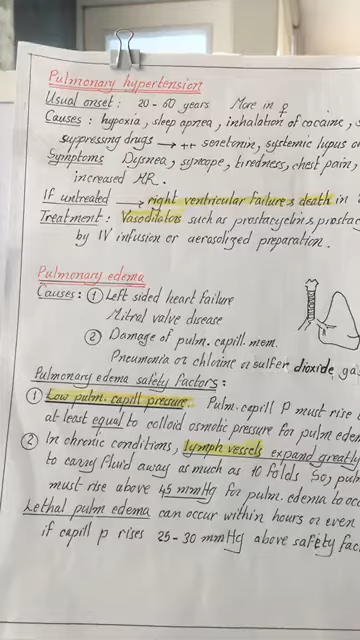 Pulmonary hypertension
Usual onset: 20 - 60 years More in ♀
Causes: hypoxia, sleep apnea, inhalation of cocaine,
suppressing drugs → ++ serotonin, systemic lupus
Symptoms Dysnea, syncope, tiredness, chest pain,
increased HR.
If untreated → right ventricular failure & death in
Treatment: Vasodilators such as prostacyclins,
by IV infusion or aerosolized preparation.
Pulmonary edema
Causes: ① Left sided heart failure
Mitral valve disease
② Damage of pulm. capill. mem.
Pneumonia or chlorine or sulfer dioxide
Pulmonary edema safety factors:
① Low pulm. capill pressure. Pulm. capill P must rise
at least equal to colloid osmotic pressure for pulm
② In chronic conditions, lymph vessels expand greatly
to carry fluid away as much as 10 folds So,
must rise above 45 mmHg for pulm. edema to
Lethal pulm edema can occur within hours or even
if capill p rises 25-30 mmHg above safety